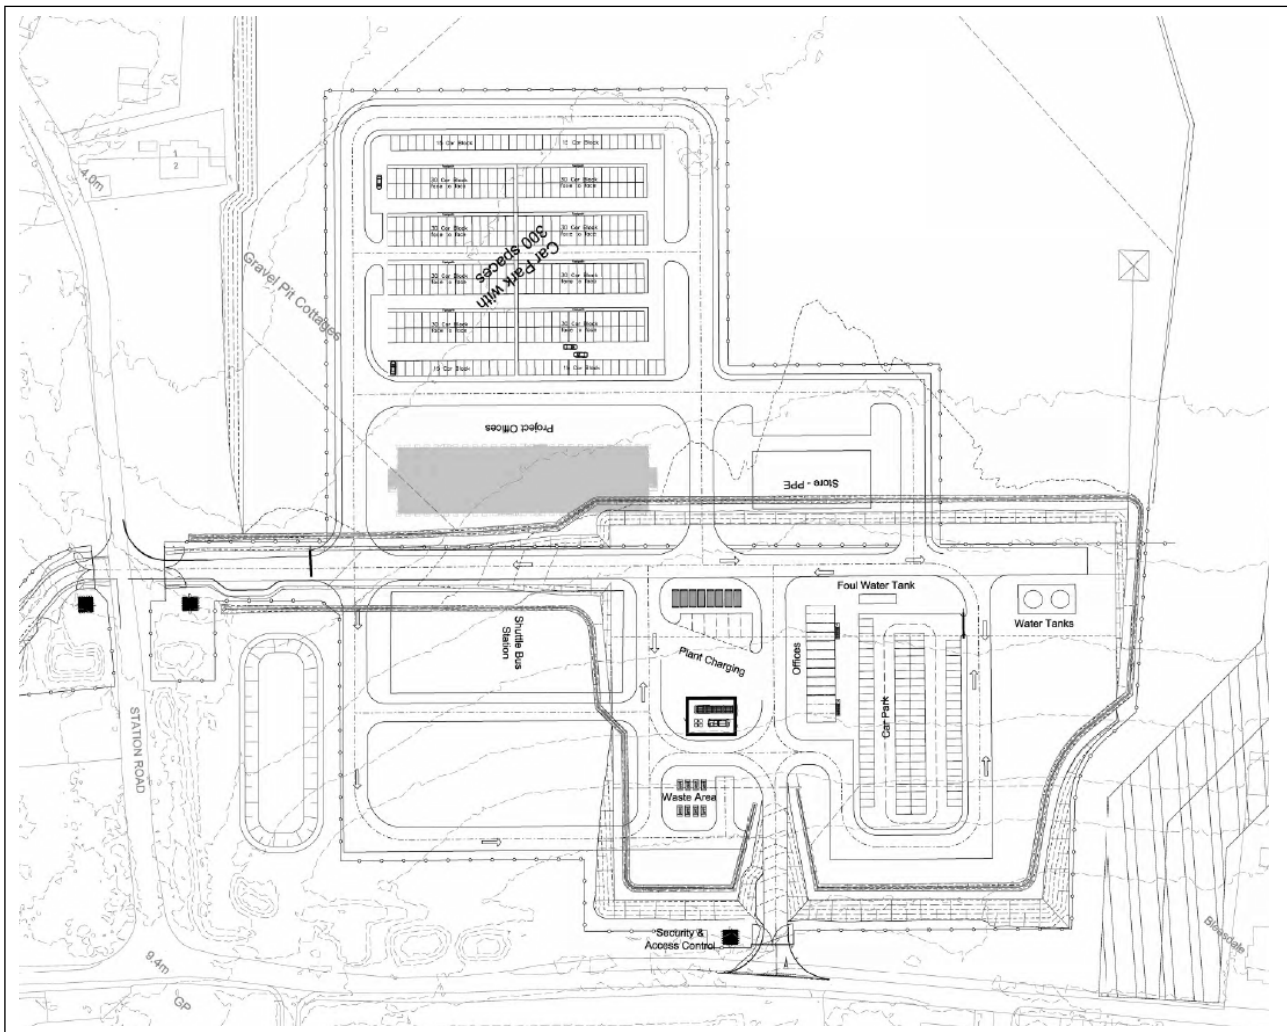 1
2
4.0m
15 Car Block
15 Car Block
30 Car Block
face to face
30 Car Block
face to face
30 Car Block
face to face
30 Car Block
face to face
Car Park with
300 spaces
Gravel Pit Cottages
30 Car Block
face to face
30 Car Block
face to face
30 Car Block
face to face
30 Car Block
face to face
15 Car Block
15 Car Block
Project Offices
Store - PPE
Foul Water Tank
Water Tanks
Shuttle Bus
Station
Plant Charging
Offices
Car Park
STATION ROAD
Waste Area
Security &
Access Control
Bleasdale
9.4m
GP